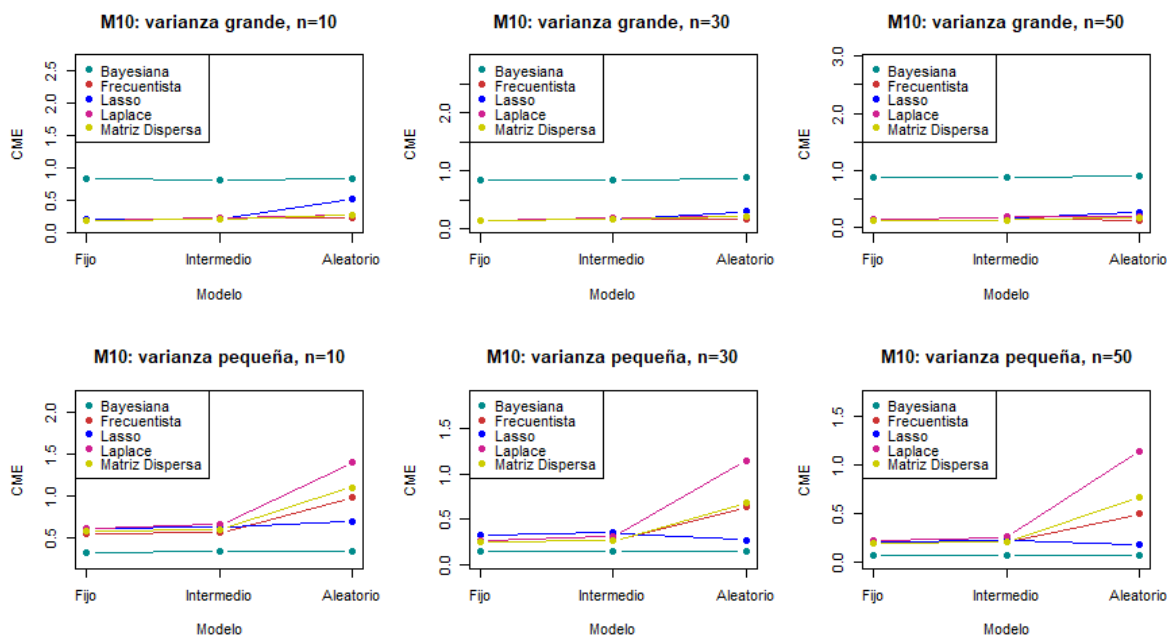 M10: varianza grande, n=10
CME
2.5
2.0
1.5
1.0
0.5
0.0
Bayesiana
Frecuentista
Lasso
Laplace
Matriz Dispersa
Fijo Intermedio Aleatorio
Modelo
M10: varianza grande, n=30
CME
2.0
1.0
0.0
Bayesiana
Frecuentista
Lasso
Laplace
Matriz Dispersa
Fijo Intermedio Aleatorio
Modelo
M10: varianza grande, n=50
CME
3.0
2.0
1.0
0.0
Bayesiana
Frecuentista
Lasso
Laplace
Matriz Dispersa
Fijo Intermedio Aleatorio
Modelo
M10: varianza pequeña, n=10
CME
2.0
1.5
1.0
0.5
Bayesiana
Frecuentista
Lasso
Laplace
Matriz Dispersa
Fijo Intermedio Aleatorio
Modelo
M10: varianza pequeña, n=30
CME
1.5
1.0
0.5
0.0
Bayesiana
Frecuentista
Lasso
Laplace
Matriz Dispersa
Fijo Intermedio Aleatorio
Modelo
M10: varianza pequeña, n=50
CME
1.5
1.0
0.5
0.0
Bayesiana
Frecuentista
Lasso
Laplace
Matriz Dispersa
Fijo Intermedio Aleatorio
Modelo